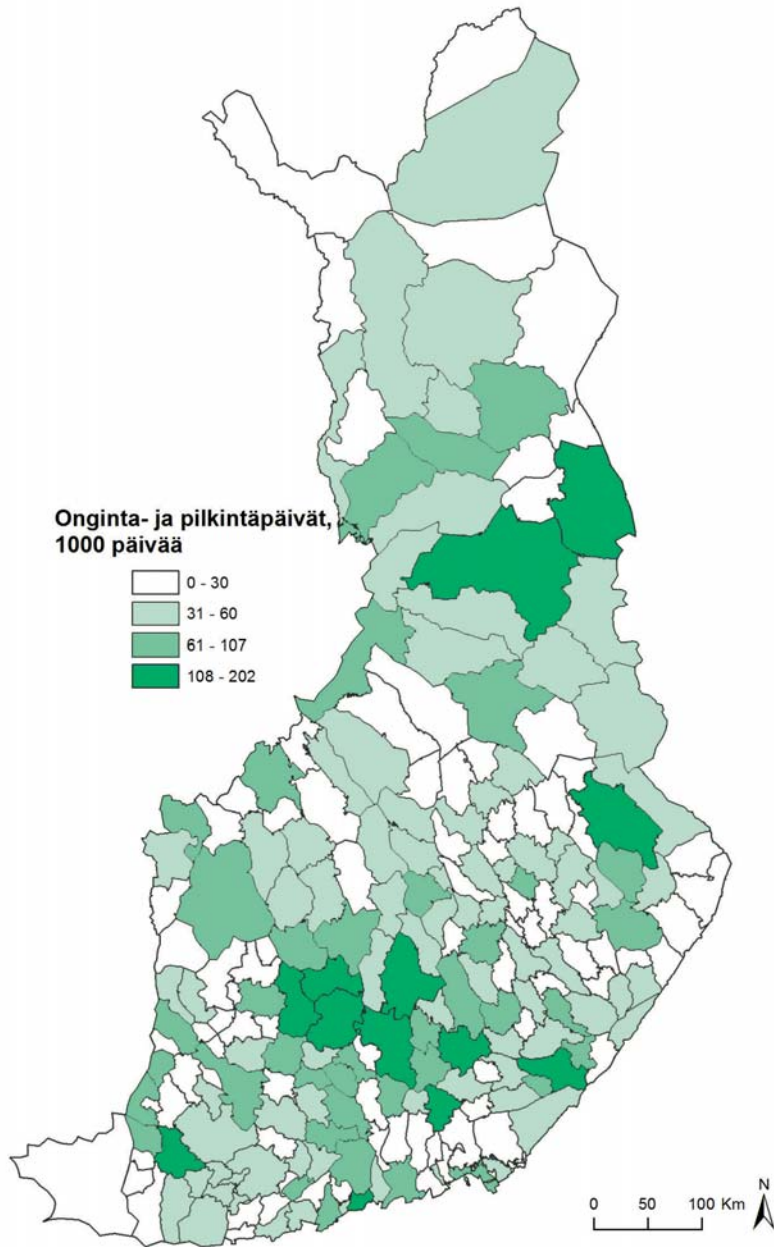 Onginta- ja pilkintäpäivät,
1000 päivää
0 - 30
31 - 60
61 - 107
108 - 202
N
0 50 100 Km